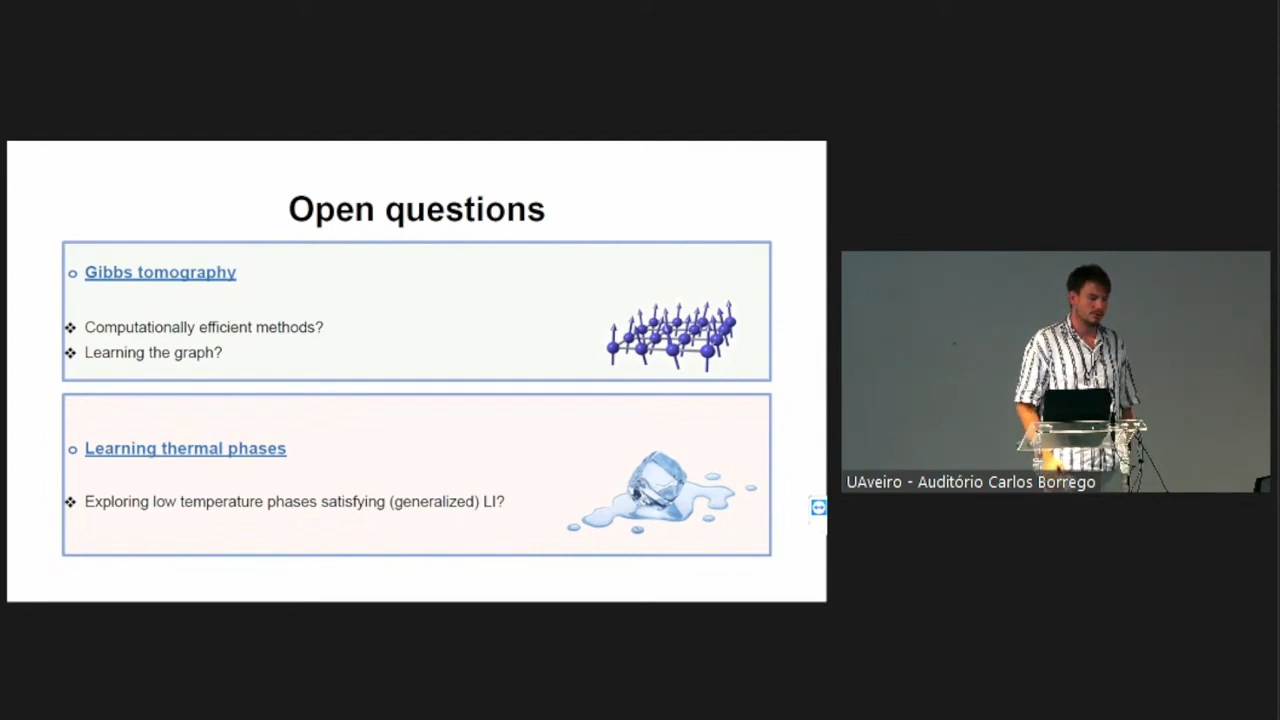 Open questions
Gibbs tomography
Computationally efficient methods?
Learning the graph?
Learning thermal phases
Exploring low temperature phases satisfying (generalized) LI?
UAveiro - Auditório Carlos Borrego